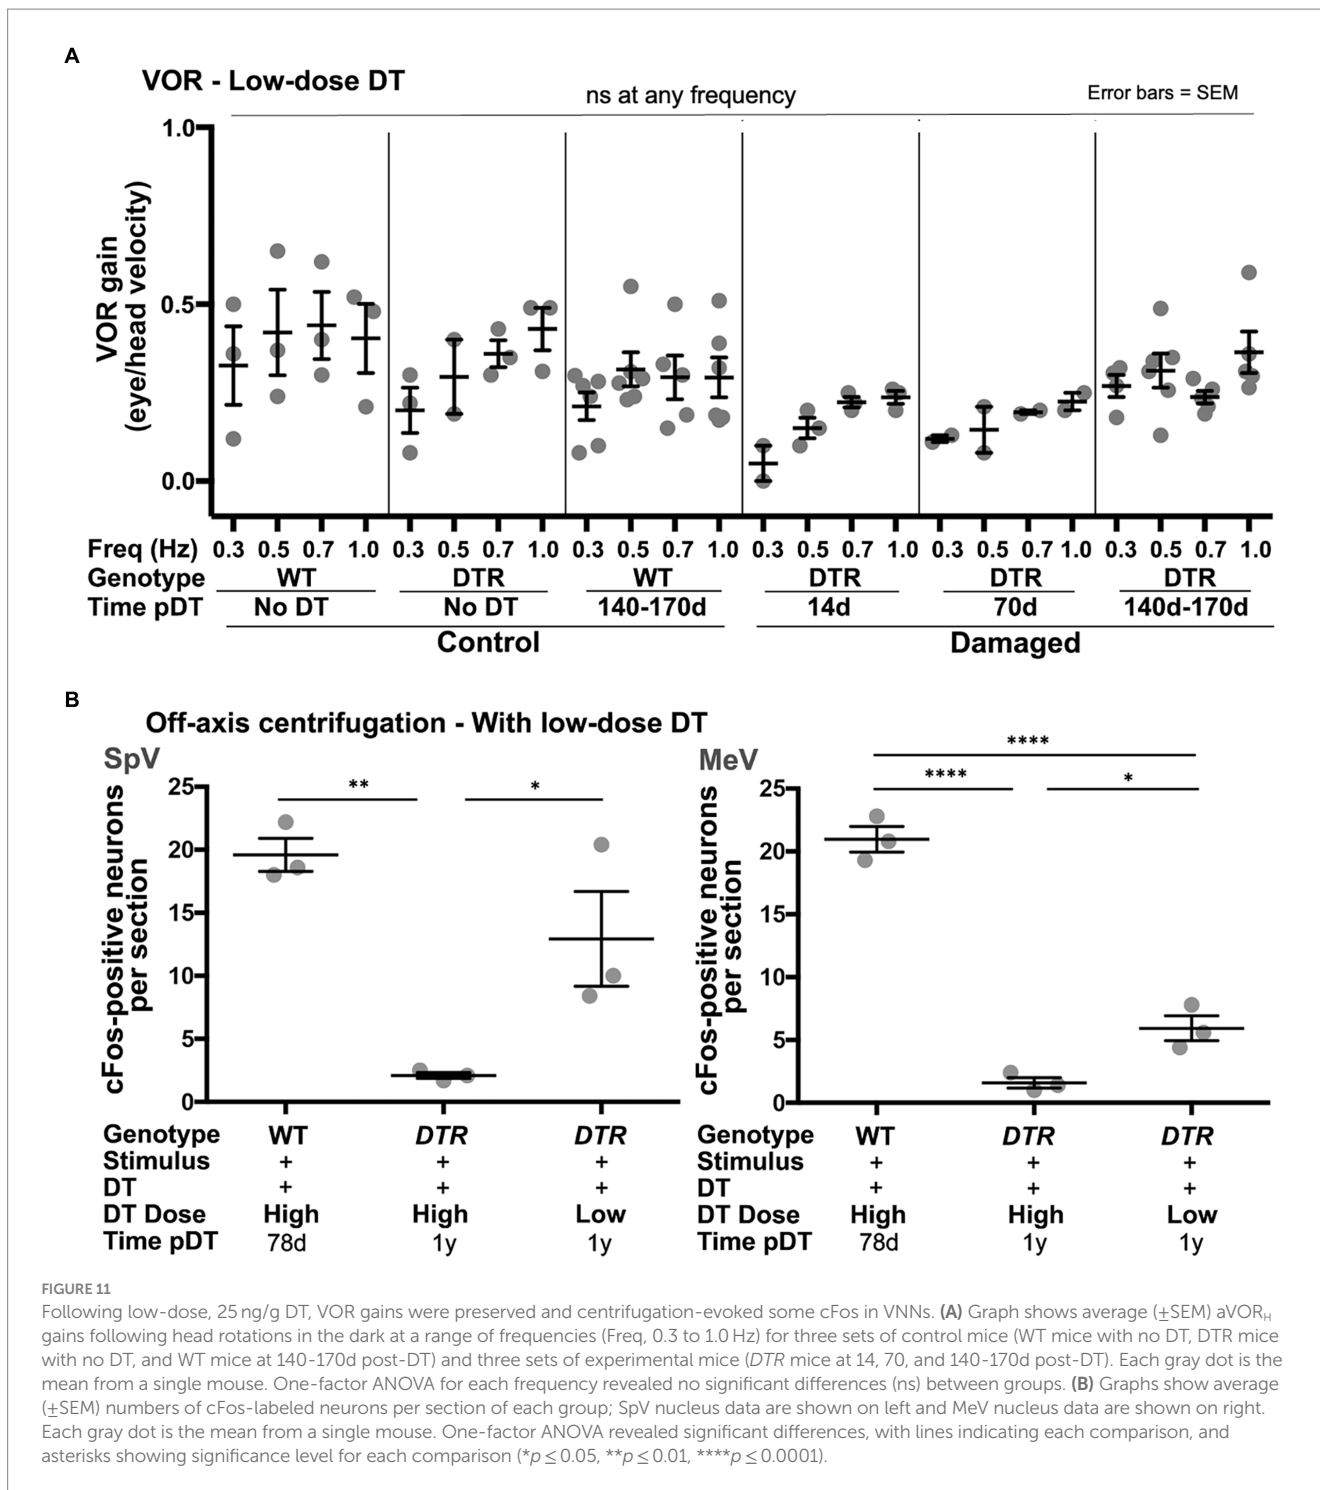 A
VOR - Low-dose DT
ns at any frequency
Error bars = SEM
VOR gain
(eye/head velocity)
1.0
0.5
0.0
Freq (Hz) 0.3 0.5 0.7 1.0 0.3 0.5 0.7 1.0 0.3 0.5 0.7 1.0 0.3 0.5 0.7 1.0 0.3 0.5 0.7 1.0 0.3 0.5 0.7 1.0
Genotype WT DTR WT DTR DTR DTR
Time pDT No DT No DT 140-170d 14d 70d 140d-170d
Control Damaged
B
Off-axis centrifugation - With low-dose DT
SpV
** *
cFos-positive neurons
per section
25
20
15
10
5
0
Genotype WT DTR DTR
Stimulus + + +
DT + + +
DT Dose High High Low
Time pDT 78d 1y 1y
MeV
****
**** *
cFos-positive neurons
per section
25
20
15
10
5
0
Genotype WT DTR DTR
Stimulus + + +
DT + + +
DT Dose High High Low
Time pDT 78d 1y 1y
FIGURE 11
Following low-dose, 25 ng/g DT, VOR gains were preserved and centrifugation-evoked some cFos in VNNs. (A) Graph shows average (±SEM) aVORH
gains following head rotations in the dark at a range of frequencies (Freq, 0.3 to 1.0 Hz) for three sets of control mice (WT mice with no DT, DTR mice
with no DT, and WT mice at 140-170d post-DT) and three sets of experimental mice (DTR mice at 14, 70, and 140-170d post-DT). Each gray dot is the
mean from a single mouse. One-factor ANOVA for each frequency revealed no significant differences (ns) between groups. (B) Graphs show average
(±SEM) numbers of cFos-labeled neurons per section of each group; SpV nucleus data are shown on left and MeV nucleus data are shown on right.
Each gray dot is the mean from a single mouse. One-factor ANOVA revealed significant differences, with lines indicating each comparison, and
asterisks showing significance level for each comparison (*p ≤ 0.05, **p ≤ 0.01, ****p ≤ 0.0001).